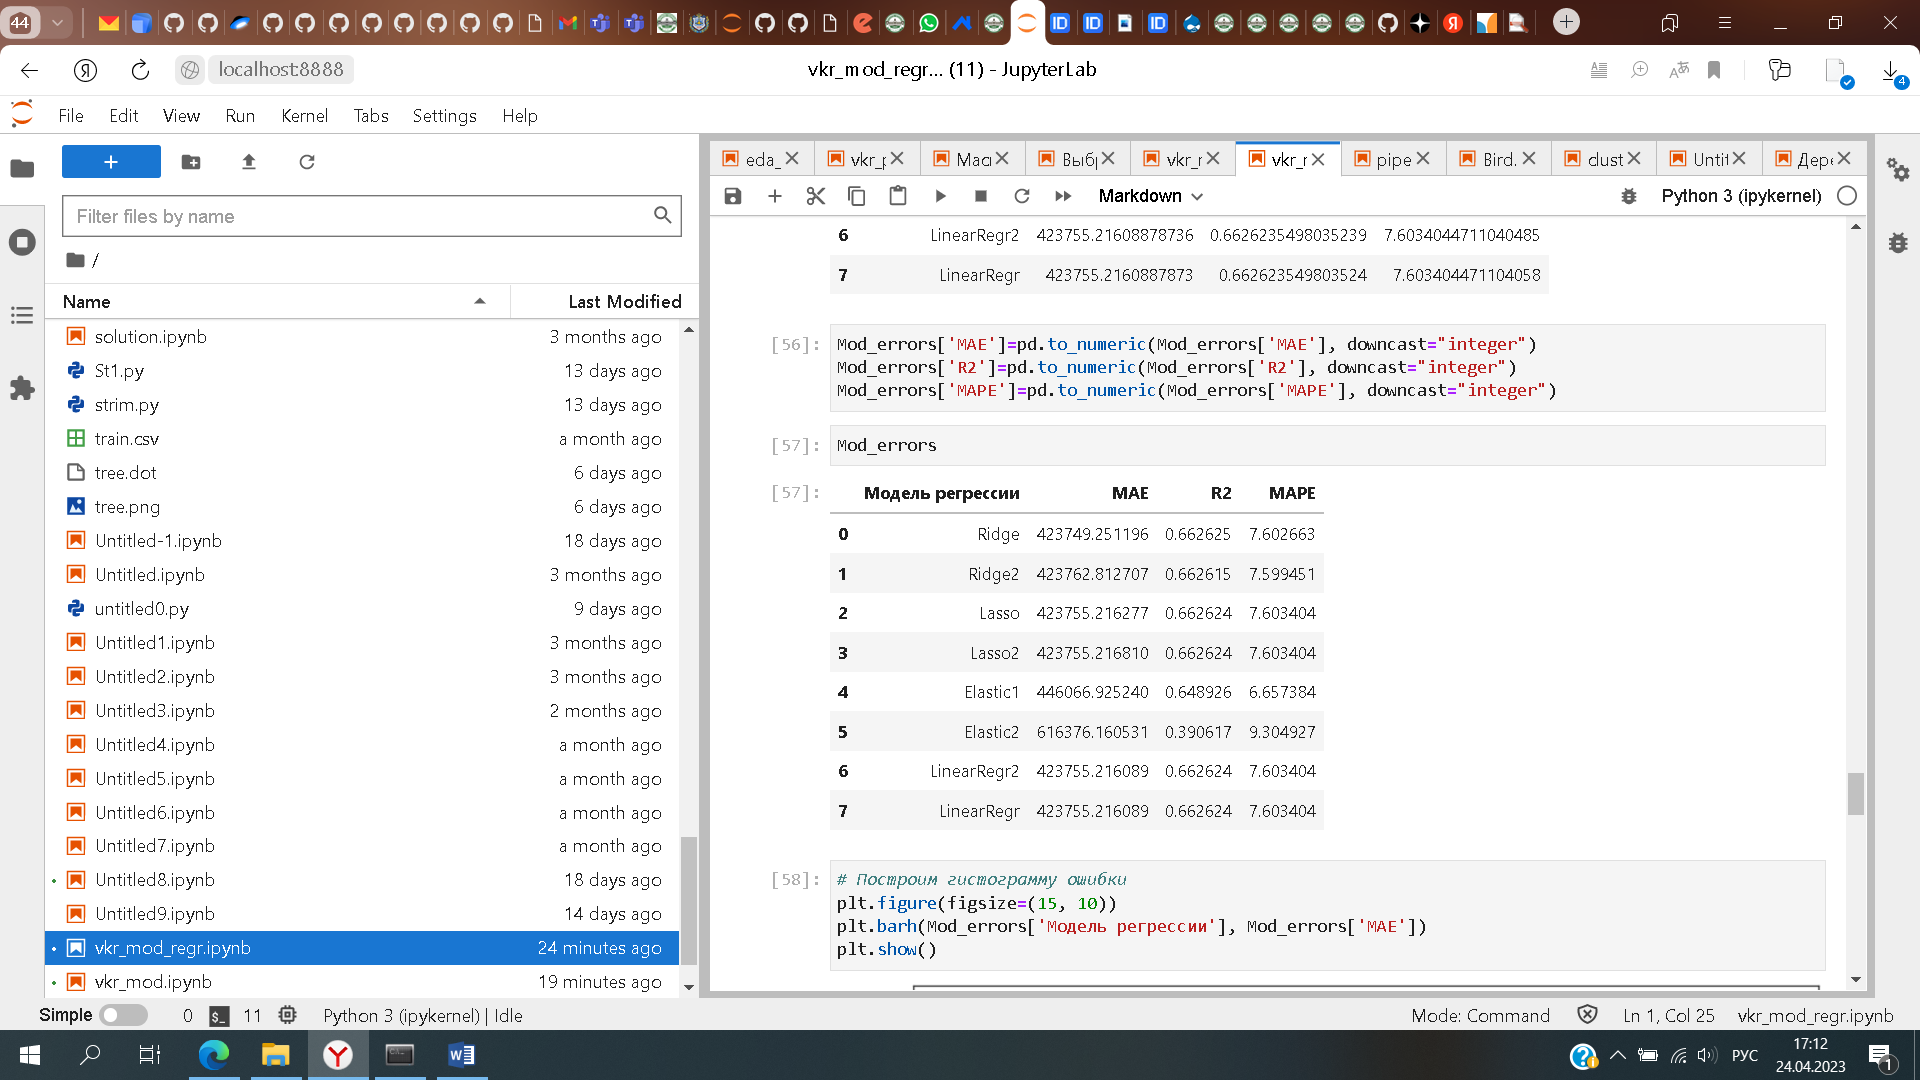 44
localhost:8888
vkr_mod_regr... (11) - JupyterLab
4
File Edit View Run Kernel Tabs Settings Help
eda_ vkr_p Выбр vkr_r vkr_r pipe Bird. clust Untit Дере
+
Filter files by name
Markdown
Python 3 (ipykernel)
/
Name Last Modified
solution.ipynb 3 months ago
St1.py 13 days ago
strim.py 13 days ago
train.csv a month ago
tree.dot 6 days ago
tree.png 6 days ago
Untitled-1.ipynb 18 days ago
Untitled.ipynb 3 months ago
untitled0.py 9 days ago
Untitled1.ipynb 3 months ago
Untitled2.ipynb 3 months ago
Untitled3.ipynb 2 months ago
Untitled4.ipynb a month ago
Untitled5.ipynb a month ago
Untitled6.ipynb a month ago
Untitled7.ipynb a month ago
Untitled8.ipynb 18 days ago
Untitled9.ipynb 14 days ago
vkr_mod_regr.ipynb 24 minutes ago
vkr_mod.ipynb 19 minutes ago
6 LinearRegr2 423755.21608878736 0.6626235498035239 7.6034044711040485
7 LinearRegr 423755.2160887873 0.662623549803524 7.603404471104058
[56]: Mod_errors['MAE']=pd.to_numeric(Mod_errors['MAE'], downcast="integer")
Mod_errors['R2']=pd.to_numeric(Mod_errors['R2'], downcast="integer")
Mod_errors['MAPE']=pd.to_numeric(Mod_errors['MAPE'], downcast="integer")
[57]: Mod_errors
[57]: Модель регрессии MAE R2 MAPE
0 Ridge 423749.251196 0.662625 7.602663
1 Ridge2 423762.812707 0.662615 7.599451
2 Lasso 423755.216277 0.662624 7.603404
3 Lasso2 423755.216810 0.662624 7.603404
4 Elastic1 446066.925240 0.648926 6.657384
5 Elastic2 616376.160531 0.390617 9.304927
6 LinearRegr2 423755.216089 0.662624 7.603404
7 LinearRegr 423755.216089 0.662624 7.603404
[58]: # Построим гистограмму ошибки
plt.figure(figsize=(15, 10))
plt.barh(Mod_errors['Модель регрессии'], Mod_errors['MAE'])
plt.show()
Simple 0 11 Python 3 (ipykernel) | Idle Mode: Command Ln 1, Col 25 vkr_mod_regr.ipynb
РУС
17:12
24.04.2023
1